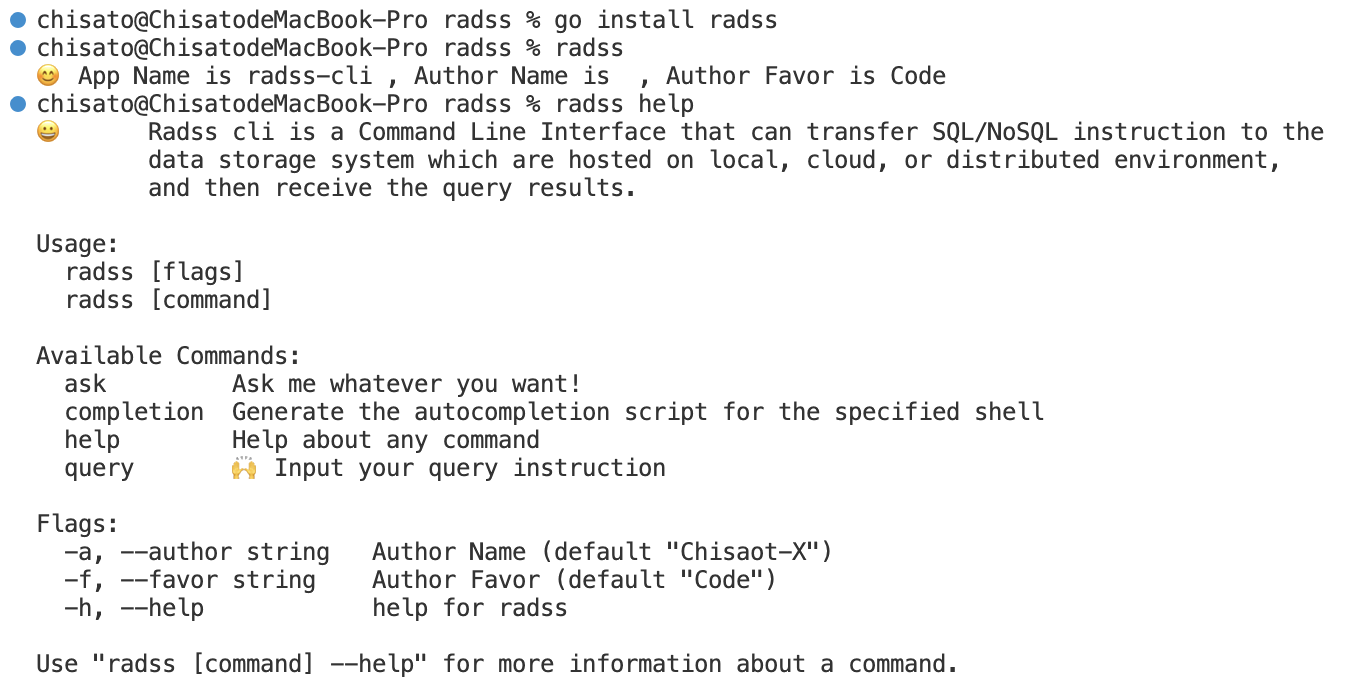 chisato@ChisatodeMacBook-Pro radss % go install radss
chisato@ChisatodeMacBook-Pro radss % radss
😊 App Name is radss-cli , Author Name is  , Author Favor is Code
chisato@ChisatodeMacBook-Pro radss % radss help
😀 Radss cli is a Command Line Interface that can transfer SQL/NoSQL instruction to the
data storage system which are hosted on local, cloud, or distributed environment,
and then receive the query results.
Usage:
radss [flags]
radss [command]
Available Commands:
ask Ask me whatever you want!
completion Generate the autocompletion script for the specified shell
help Help about any command
query 🙌 Input your query instruction
Flags:
-a, --author string Author Name (default "Chisaot-X")
-f, --favor string Author Favor (default "Code")
-h, --help help for radss
Use "radss [command] --help" for more information about a command.